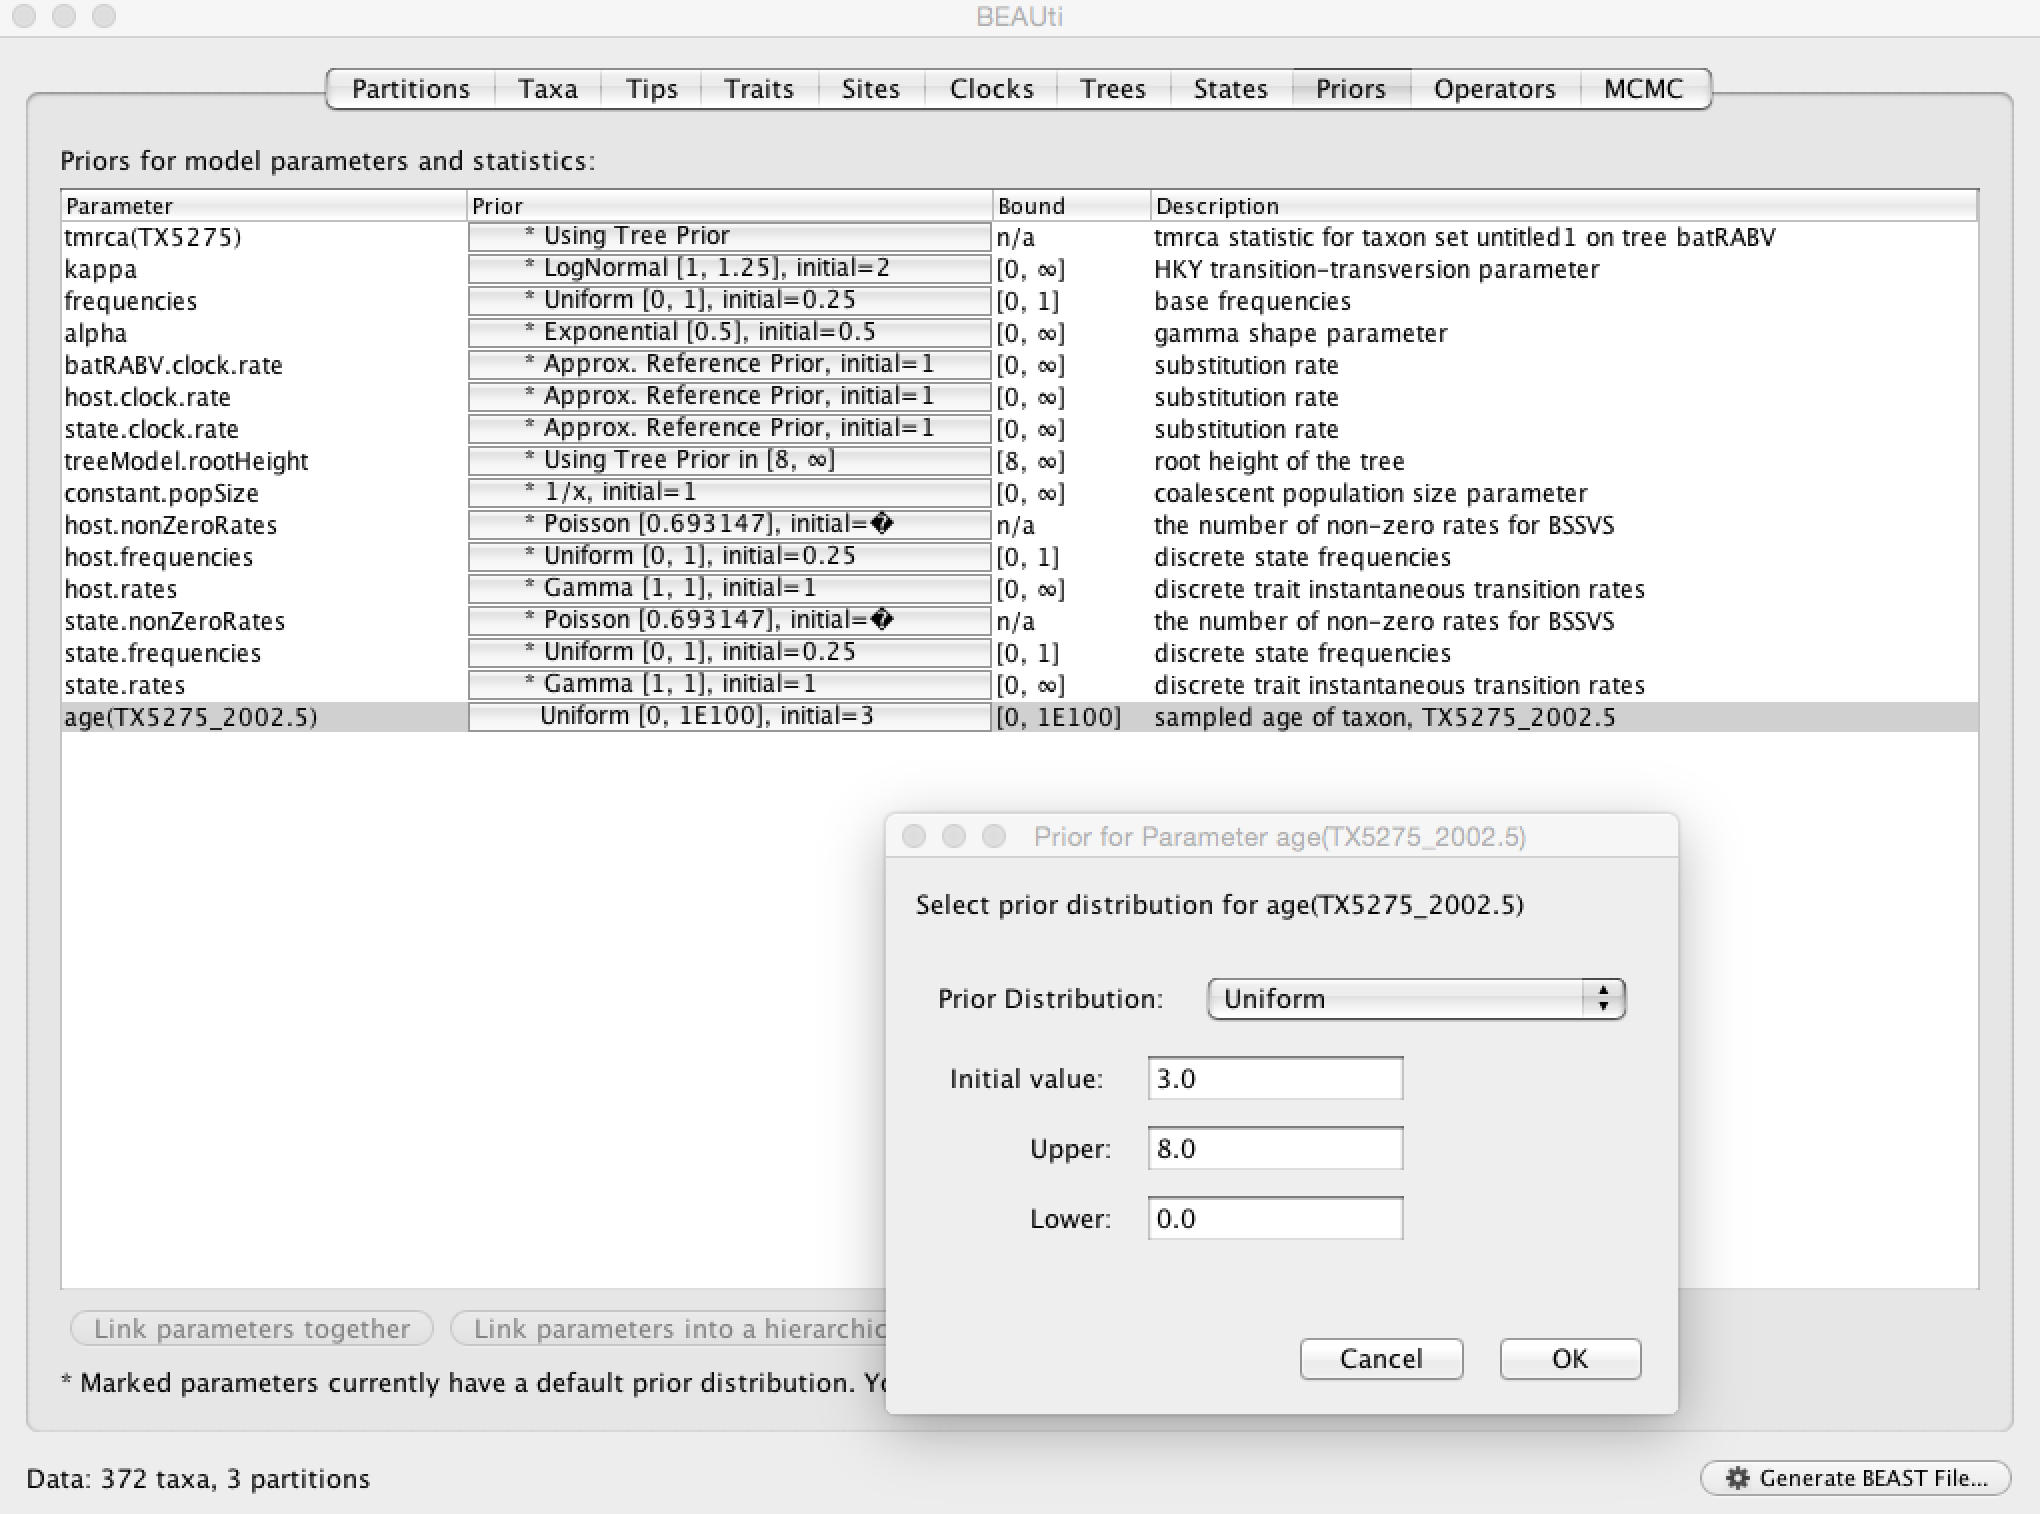 BEAUti
Partitions Taxa Tips Traits Sites Clocks Trees States Priors Operators MCMC
Priors for model parameters and statistics:
Parameter Prior Bound Description
tmrca(TX5275) * Using Tree Prior n/a tmrca statistic for taxon set untitled1 on tree batRABV
kappa * LogNormal [1, 1.25], initial=2 [0, ∞] HKY transition-transversion parameter
frequencies * Uniform [0, 1], initial=0.25 [0, 1] base frequencies
alpha * Exponential [0.5], initial=0.5 [0, ∞] gamma shape parameter
batRABV.clock.rate * Approx. Reference Prior, initial=1 [0, ∞] substitution rate
host.clock.rate * Approx. Reference Prior, initial=1 [0, ∞] substitution rate
state.clock.rate * Approx. Reference Prior, initial=1 [0, ∞] substitution rate
treeModel.rootHeight * Using Tree Prior in [8, ∞] [8, ∞] root height of the tree
constant.popSize * 1/x, initial=1 [0, ∞] coalescent population size parameter
host.nonZeroRates * Poisson [0.693147], initial=� n/a the number of non-zero rates for BSSVS
host.frequencies * Uniform [0, 1], initial=0.25 [0, 1] discrete state frequencies
host.rates * Gamma [1, 1], initial=1 [0, ∞] discrete trait instantaneous transition rates
state.nonZeroRates * Poisson [0.693147], initial=� n/a the number of non-zero rates for BSSVS
state.frequencies * Uniform [0, 1], initial=0.25 [0, 1] discrete state frequencies
state.rates * Gamma [1, 1], initial=1 [0, ∞] discrete trait instantaneous transition rates
age(TX5275_2002.5) Uniform [0, 1E100], initial=3 [0, 1E100] sampled age of taxon, TX5275_2002.5
Prior for Parameter age(TX5275_2002.5)
Select prior distribution for age(TX5275_2002.5)
Prior Distribution: Uniform
Initial value: 3.0
Upper: 8.0
Lower: 0.0
Cancel OK
Link parameters together Link parameters into a hierarchic
* Marked parameters currently have a default prior distribution. Yo
Data: 372 taxa, 3 partitions Generate BEAST File...